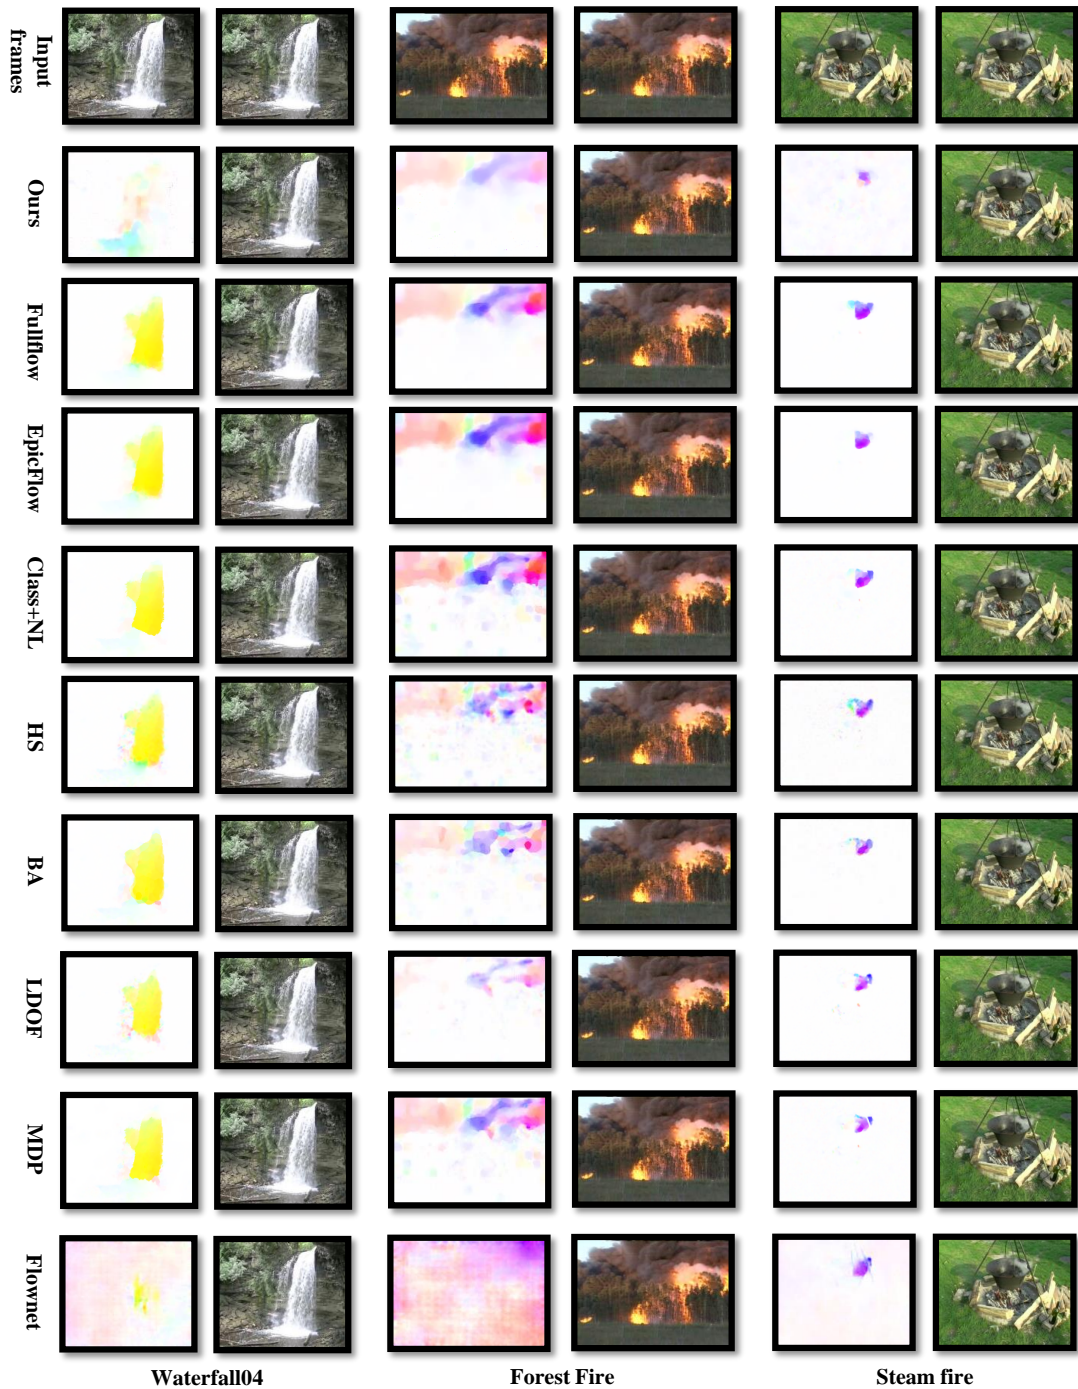 Input
frames
Ours
Fullflow
EpicFlow
Class+NL
HS
BA
LDOF
MDP
Flownet
Waterfall04
Forest Fire
Steam fire